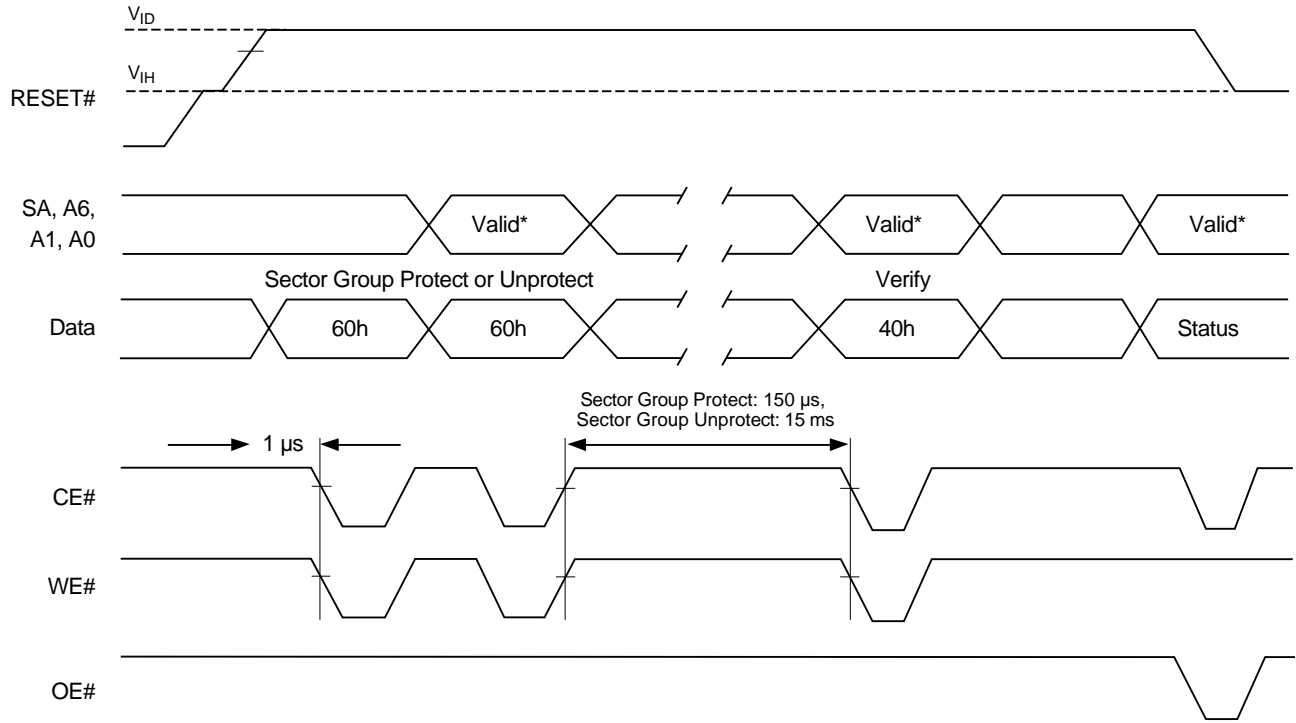 VID
VIH
RESET#
SA, A6,
A1, A0
Valid*
Valid*
Valid*
Sector Group Protect or Unprotect
Verify
Data
60h
60h
40h
Status
Sector Group Protect: 150 µs,
Sector Group Unprotect: 15 ms
1 µs
CE#
WE#
OE#